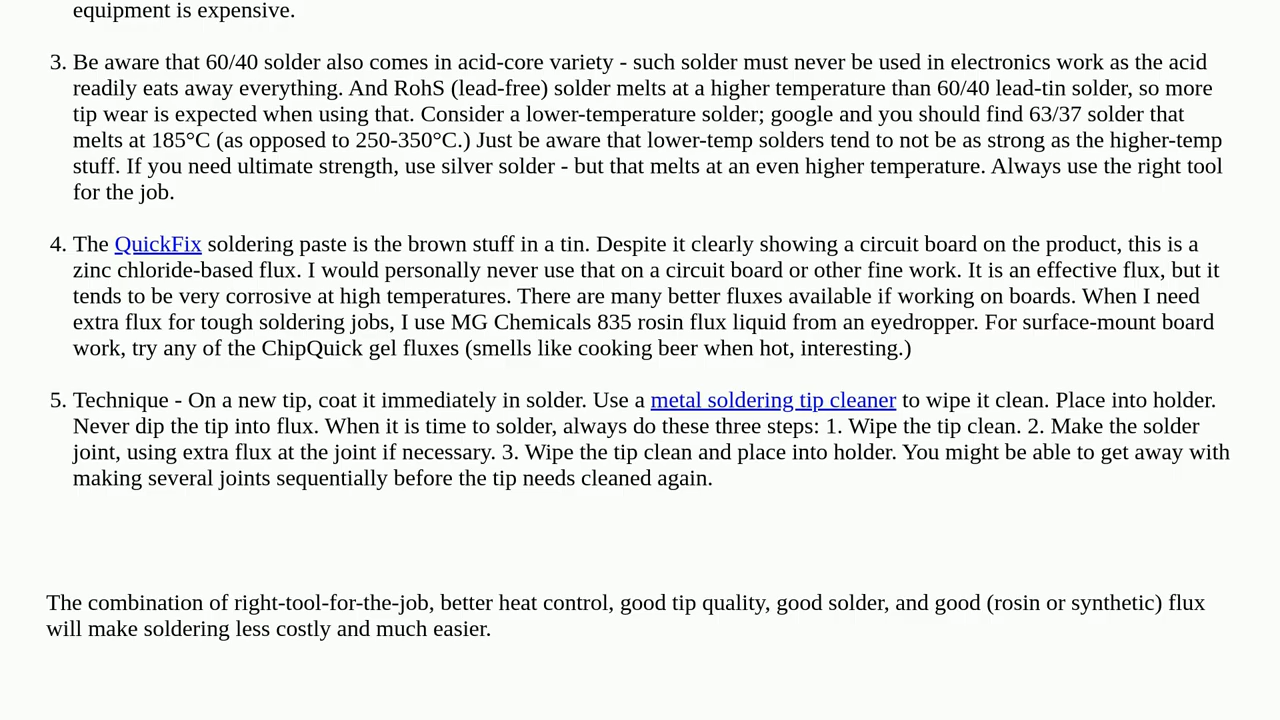 equipment is expensive.
3. Be aware that 60/40 solder also comes in acid-core variety - such solder must never be used in electronics work as the acid
readily eats away everything. And RohS (lead-free) solder melts at a higher temperature than 60/40 lead-tin solder, so more
tip wear is expected when using that. Consider a lower-temperature solder; google and you should find 63/37 solder that
melts at 185°C (as opposed to 250-350°C.) Just be aware that lower-temp solders tend to not be as strong as the higher-temp
stuff. If you need ultimate strength, use silver solder - but that melts at an even higher temperature. Always use the right tool
for the job.
4. The QuickFix soldering paste is the brown stuff in a tin. Despite it clearly showing a circuit board on the product, this is a
zinc chloride-based flux. I would personally never use that on a circuit board or other fine work. It is an effective flux, but it
tends to be very corrosive at high temperatures. There are many better fluxes available if working on boards. When I need
extra flux for tough soldering jobs, I use MG Chemicals 835 rosin flux liquid from an eyedropper. For surface-mount board
work, try any of the ChipQuick gel fluxes (smells like cooking beer when hot, interesting.)
5. Technique - On a new tip, coat it immediately in solder. Use a metal soldering tip cleaner to wipe it clean. Place into holder.
Never dip the tip into flux. When it is time to solder, always do these three steps: 1. Wipe the tip clean. 2. Make the solder
joint, using extra flux at the joint if necessary. 3. Wipe the tip clean and place into holder. You might be able to get away with
making several joints sequentially before the tip needs cleaned again.
The combination of right-tool-for-the-job, better heat control, good tip quality, good solder, and good (rosin or synthetic) flux
will make soldering less costly and much easier.